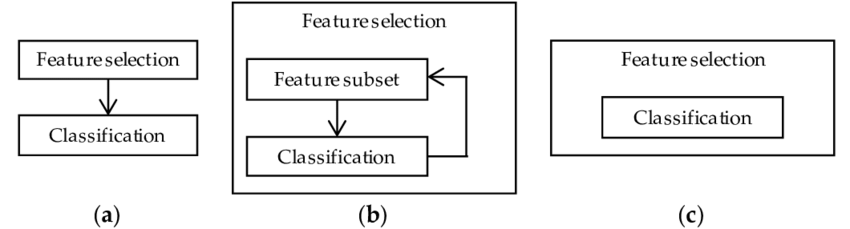 Feature selection
Classification
(a)
Feature selection
Feature subset
Classification
(b)
Feature selection
Classification
(c)